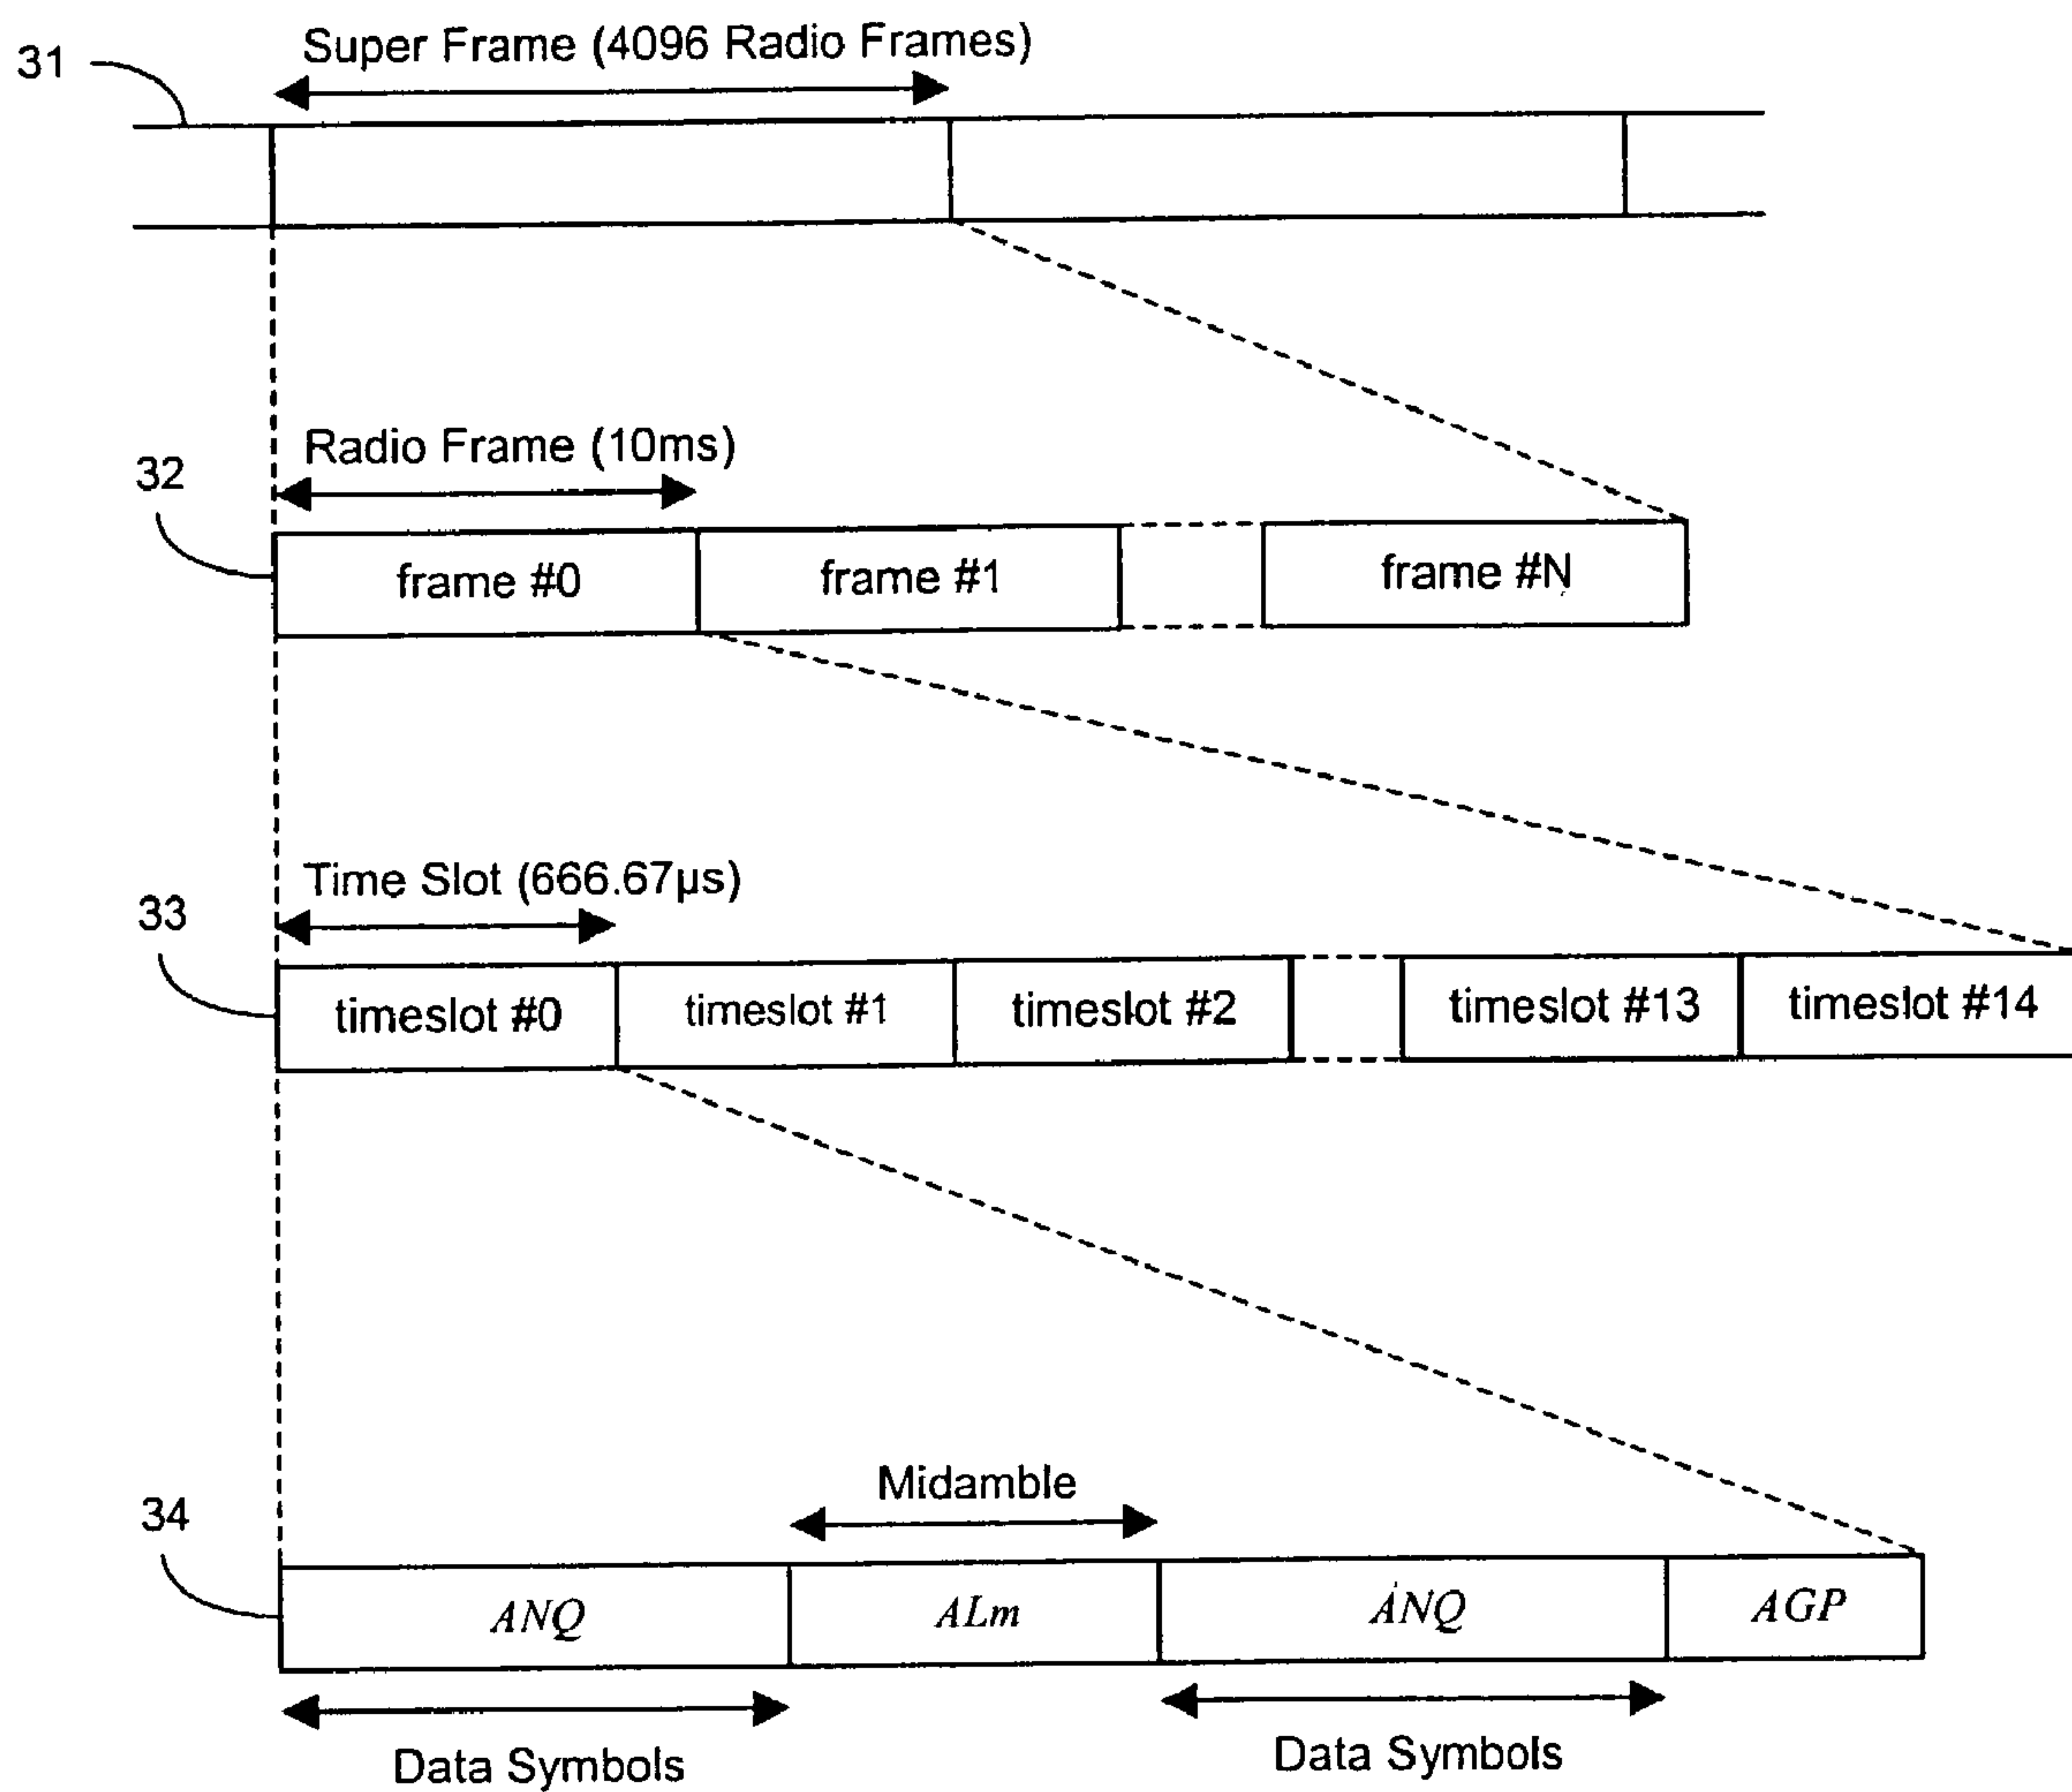 31
Super Frame (4096 Radio Frames)
Radio Frame (10ms)
32
frame #0 frame #1 frame #N
Time Slot (666.67µs)
33
timeslot #0 timeslot #1 timeslot #2 timeslot #13 timeslot #14
Midamble
34
ANQ ALm ANQ AGP
Data Symbols Data Symbols